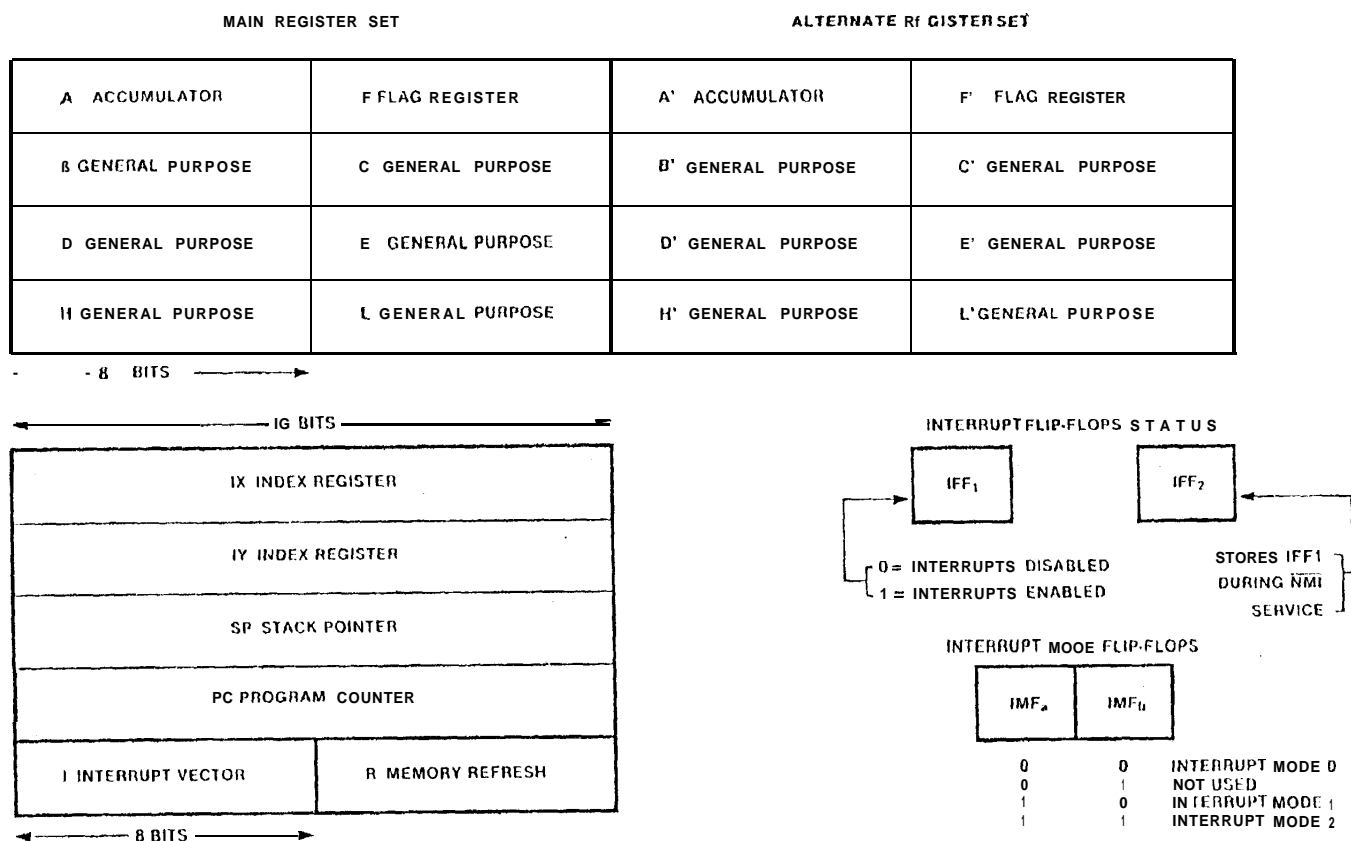 MAIN REGISTER SET
ALTERNATE Rf GISTER SET
A ACCUMULATOR
F FLAG REGISTER
A' ACCUMULATOR
F' FLAG REGISTER
B GENERAL PURPOSE
C GENERAL PURPOSE
B' GENERAL PURPOSE
C' GENERAL PURPOSE
D GENERAL PURPOSE
E GENERAL PURPOSE
D' GENERAL PURPOSE
E' GENERAL PURPOSE
H GENERAL PURPOSE
L GENERAL PURPOSE
H' GENERAL PURPOSE
L' GENERAL PURPOSE
- - 8 BITS
IG BITS
IX INDEX REGISTER
IY INDEX REGISTER
SP STACK POINTER
PC PROGRAM COUNTER
I INTERRUPT VECTOR
R MEMORY REFRESH
8 BITS
INTERRUPT FLIP-FLOPS STATUS
IFF1
IFF2
0 = INTERRUPTS DISABLED
1 = INTERRUPTS ENABLED
STORES IFF1
DURING NMI
SERVICE
INTERRUPT MOOE FLIP-FLOPS
IMFa
IMFb
0 0 INTERRUPT MODE 0
0 1 NOT USED
1 0 INTERRUPT MODE 1
1 1 INTERRUPT MODE 2